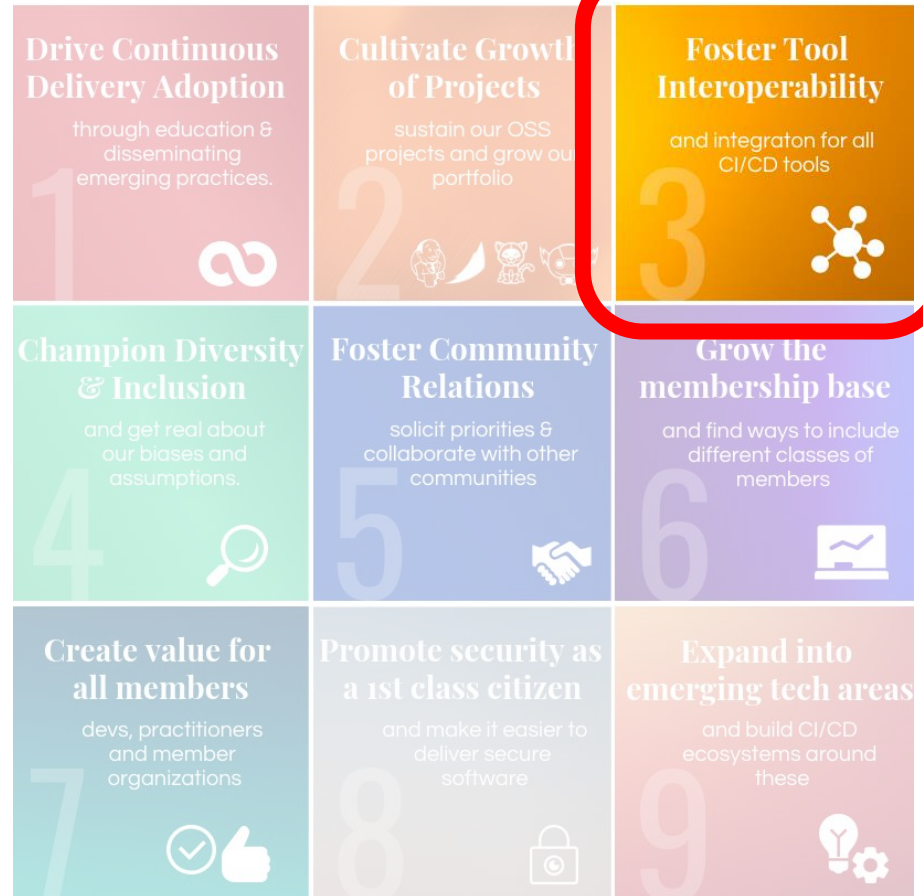 Drive Continuous
Delivery Adoption
through education &
disseminating
emerging practices.
1
Cultivate Growth
of Projects
sustain our OSS
projects and grow our
portfolio
2
Foster Tool
Interoperability
and integraton for all
CI/CD tools
3
Champion Diversity
& Inclusion
and get real about
our biases and
assumptions.
4
Foster Community
Relations
solicit priorities &
collaborate with other
communities
5
Grow the
membership base
and find ways to include
different classes of
members
6
Create value for
all members
devs, practitioners
and member
organizations
7
Promote security as
a 1st class citizen
and make it easier to
deliver secure
software
8
Expand into
emerging tech areas
and build CI/CD
ecosystems around
these
9